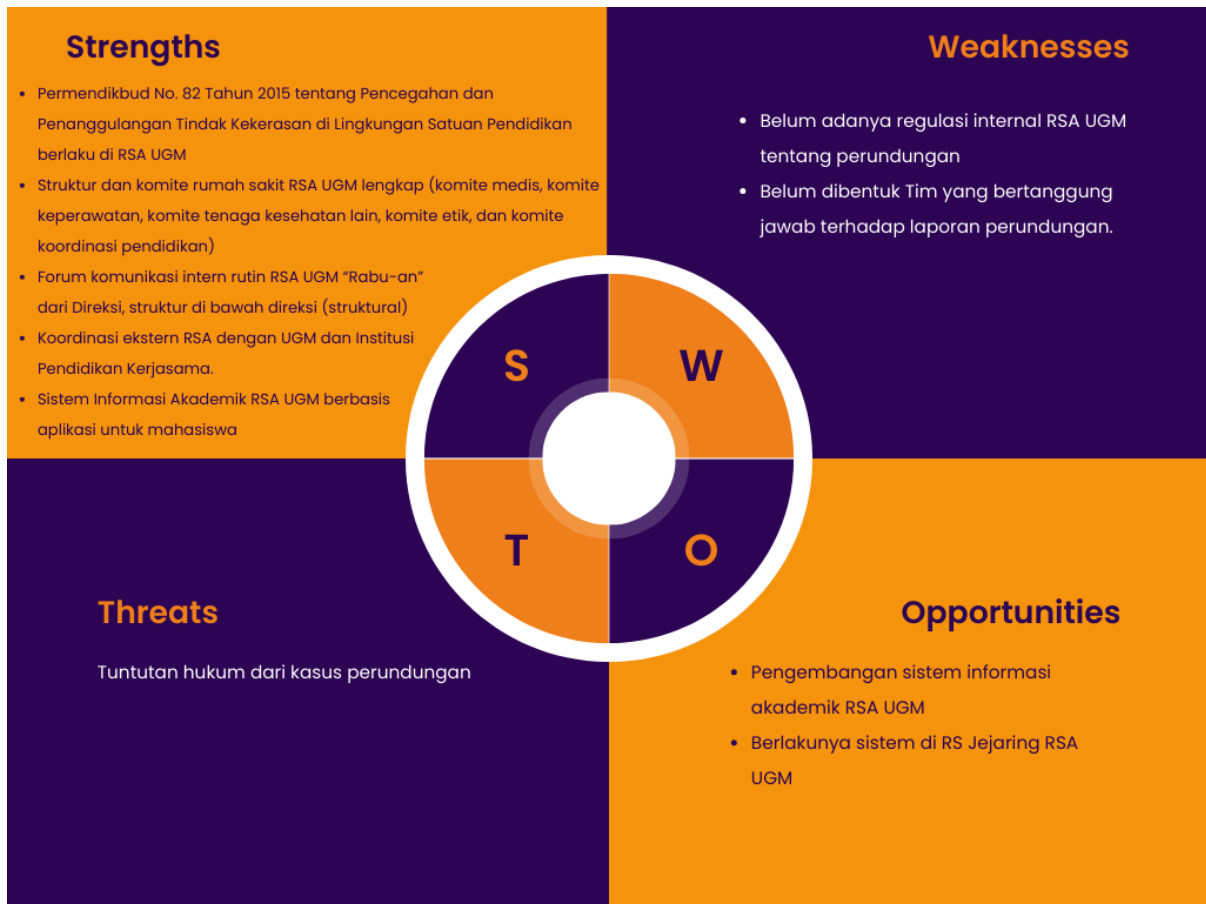 Strengths
• Permendikbud No. 82 Tahun 2015 tentang Pencegahan dan
Penanggulangan Tindak Kekerasan di Lingkungan Satuan Pendidikan
berlaku di RSA UGM
• Struktur dan komite rumah sakit RSA UGM lengkap (komite medis, komite
keperawatan, komite tenaga kesehatan lain, komite etik, dan komite
koordinasi pendidikan)
• Forum komunikasi intern rutin RSA UGM “Rabu-an”
dari Direksi, struktur di bawah direksi (struktural)
• Koordinasi ekstern RSA dengan UGM dan Institusi
Pendidikan Kerjasama.
• Sistem Informasi Akademik RSA UGM berbasis
aplikasi untuk mahasiswa
Weaknesses
• Belum adanya regulasi internal RSA UGM
tentang perundungan
• Belum dibentuk Tim yang bertanggung
jawab terhadap laporan perundungan.
S
W
T
O
Threats
Tuntutan hukum dari kasus perundungan
Opportunities
• Pengembangan sistem informasi
akademik RSA UGM
• Berlakunya sistem di RS Jejaring RSA
UGM